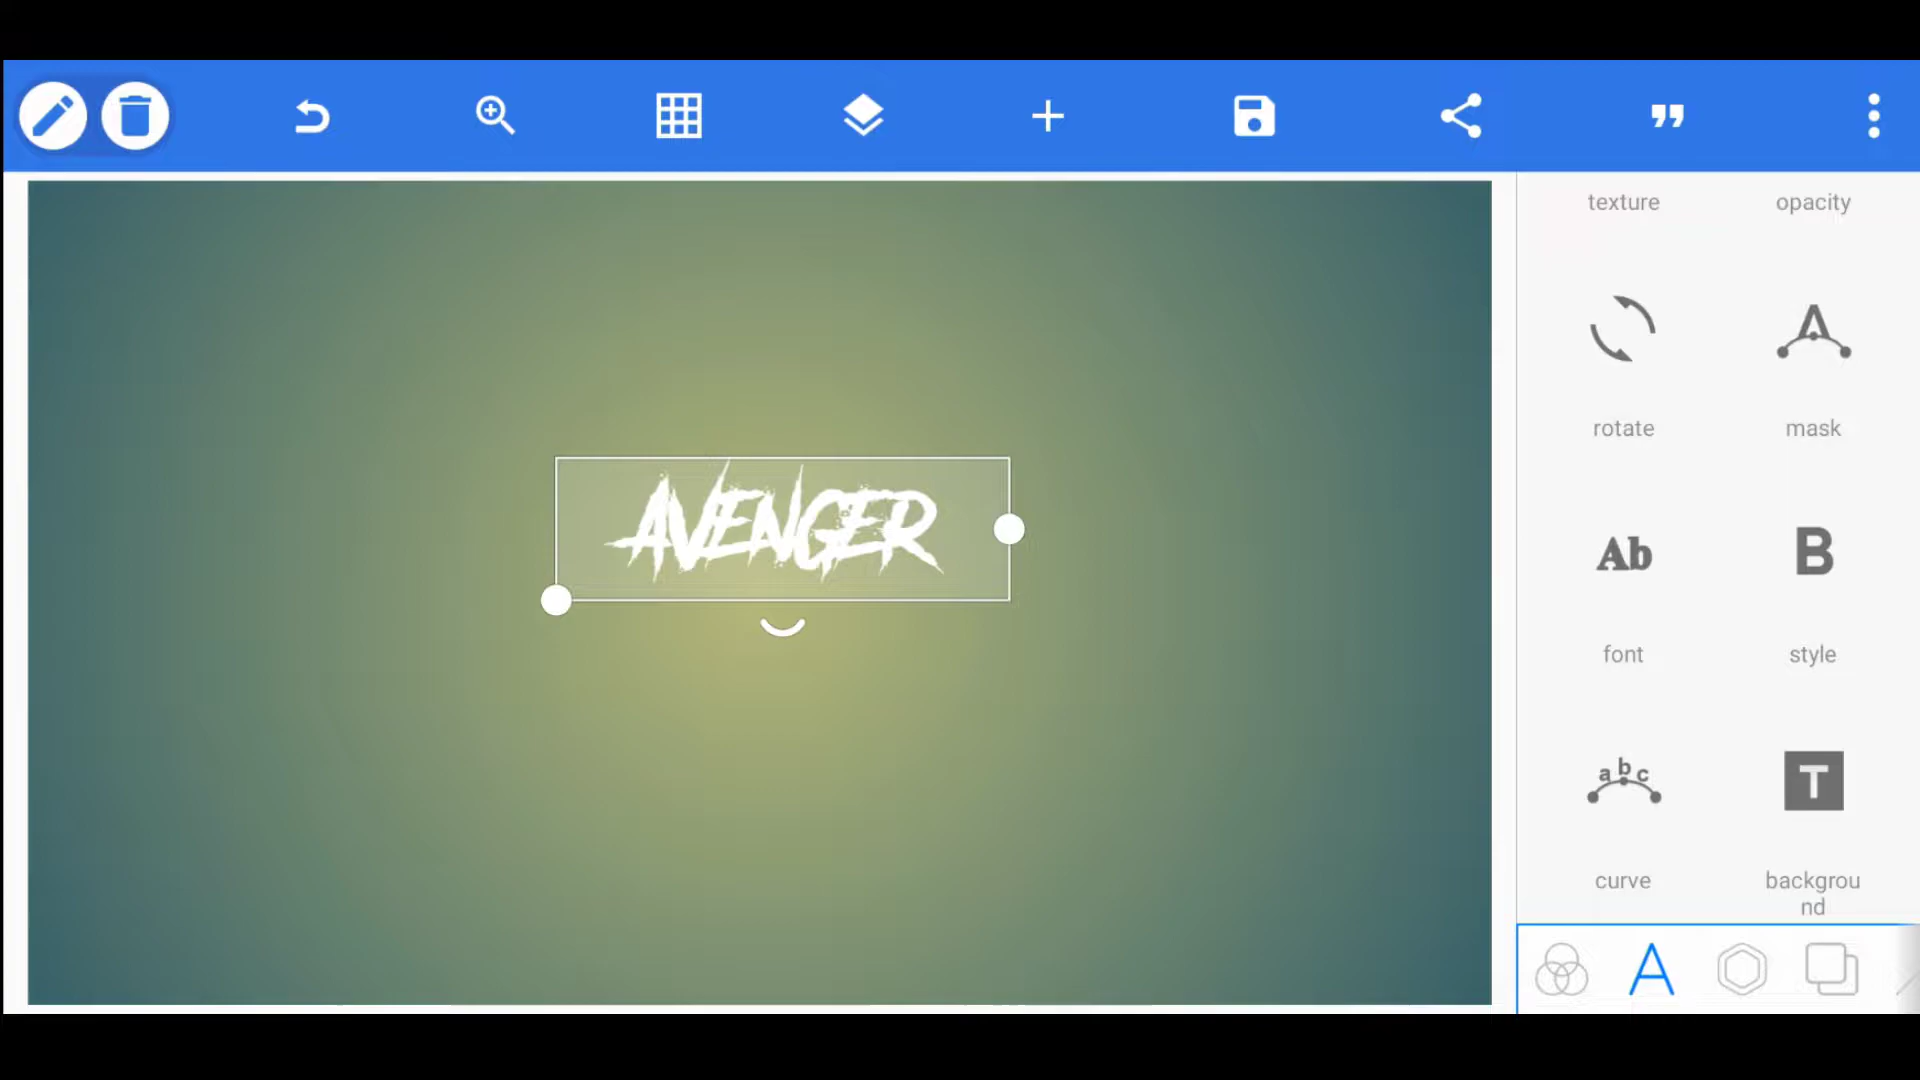 texture opacity
AVENGER
rotate mask
Ab B
font style
abc T
curve backgrou
nd
A